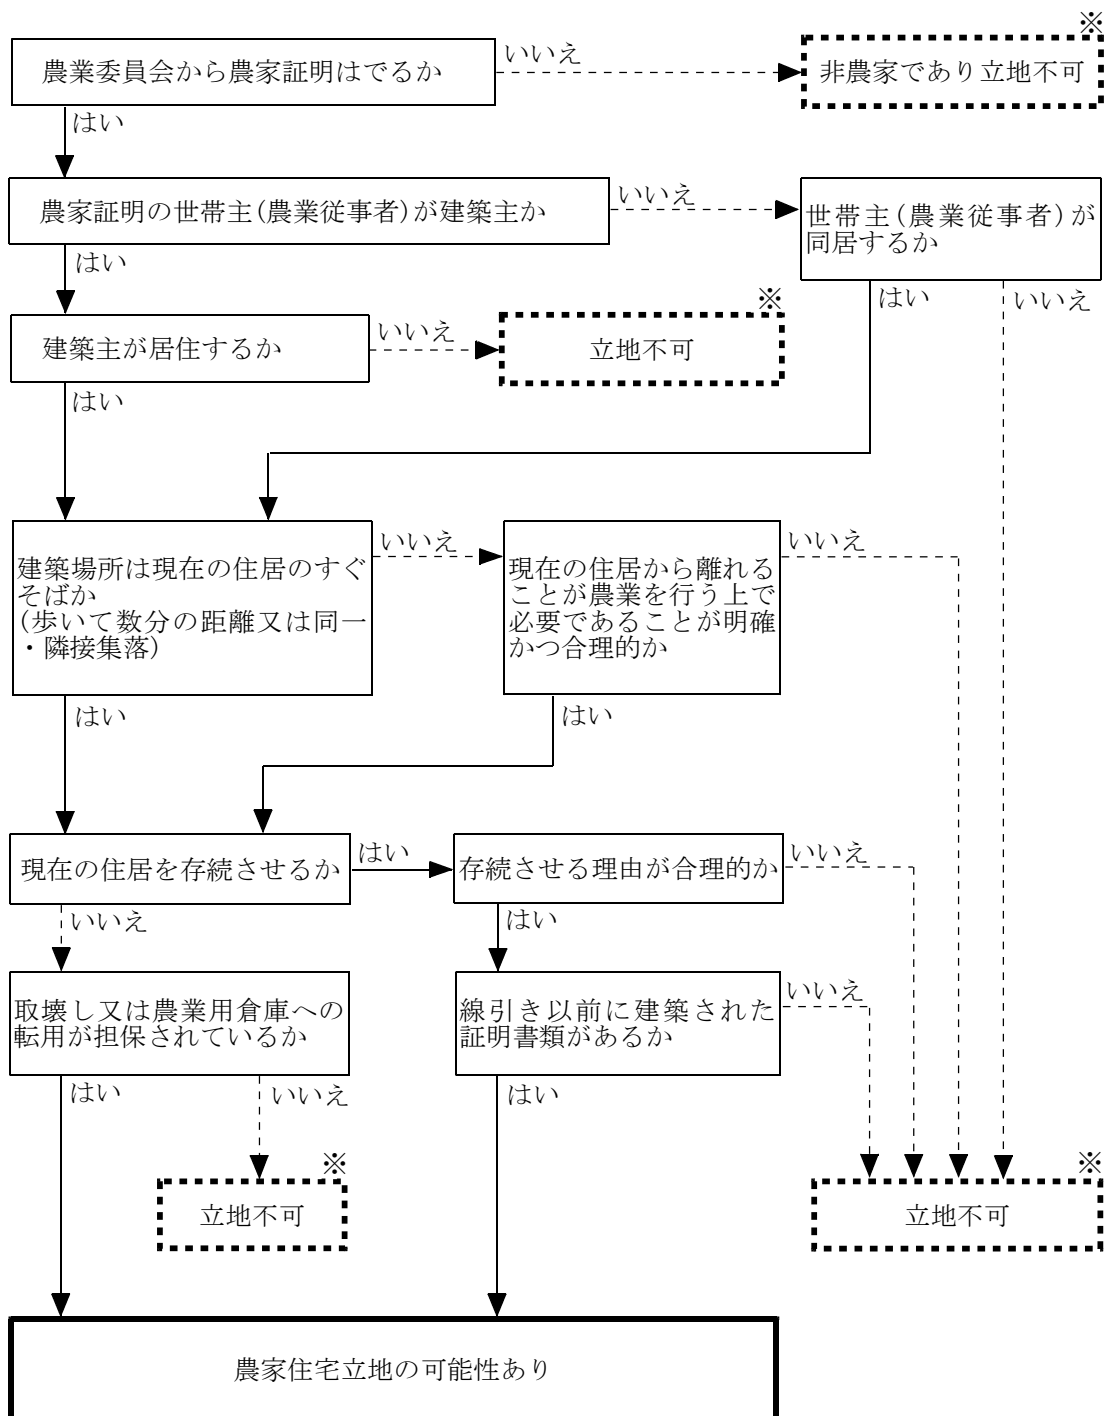 ※
農業委員会から農家証明はでるか
いいえ
非農家であり立地不可
はい
農家証明の世帯主(農業従事者)が建築主か
いいえ
世帯主(農業従事者)が
同居するか
はい
はい
いいえ
建築主が居住するか
いいえ
※
立地不可
はい
建築場所は現在の住居のすぐ
そばか
(歩いて数分の距離又は同一
・隣接集落)
いいえ
現在の住居から離れる
ことが農業を行う上で
必要であることが明確
かつ合理的か
いいえ
はい
はい
現在の住居を存続させるか
はい
存続させる理由が合理的か
いいえ
いいえ
はい
取壊し又は農業用倉庫への
転用が担保されているか
線引き以前に建築された
証明書類があるか
いいえ
はい
いいえ
はい
※
立地不可
※
立地不可
農家住宅立地の可能性あり